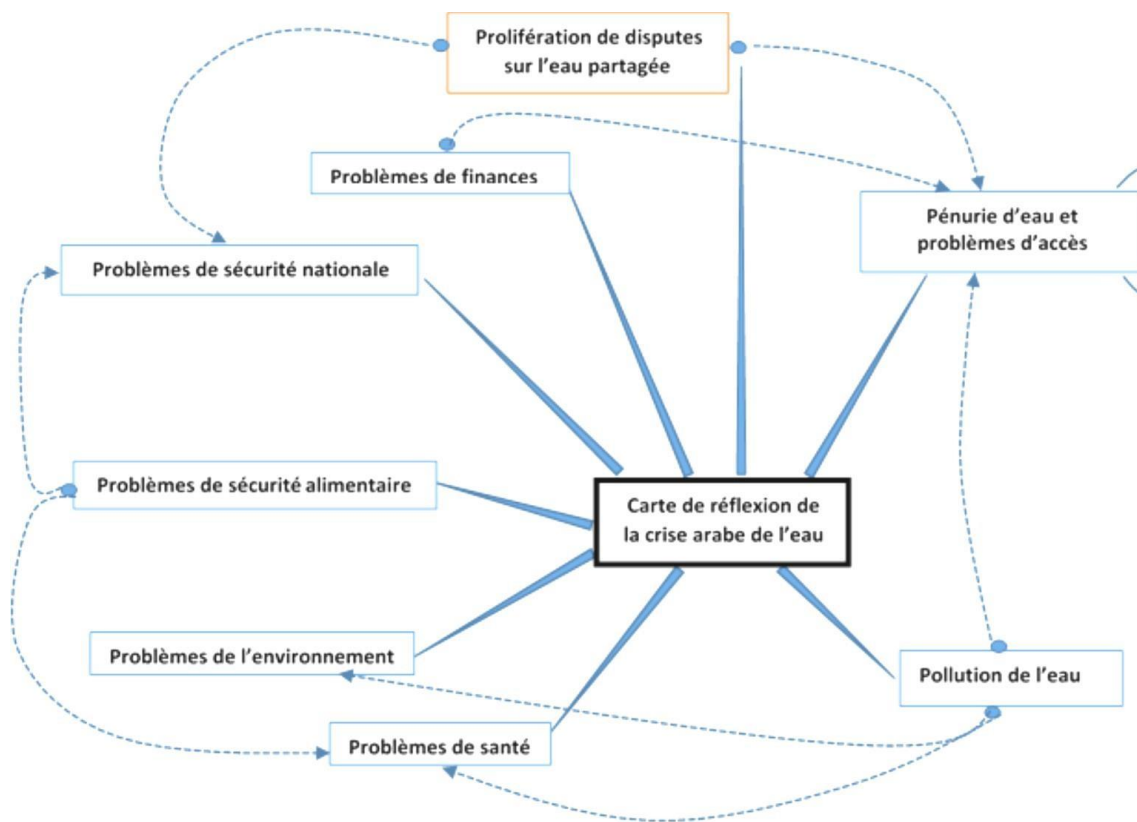 Prolifération de disputes
sur l’eau partagée
Problèmes de finances
Pénurie d’eau et
problèmes d’accès
Problèmes de sécurité nationale
Problèmes de sécurité alimentaire
Carte de réflexion de
la crise arabe de l’eau
Problèmes de l’environnement
Pollution de l’eau
Problèmes de santé